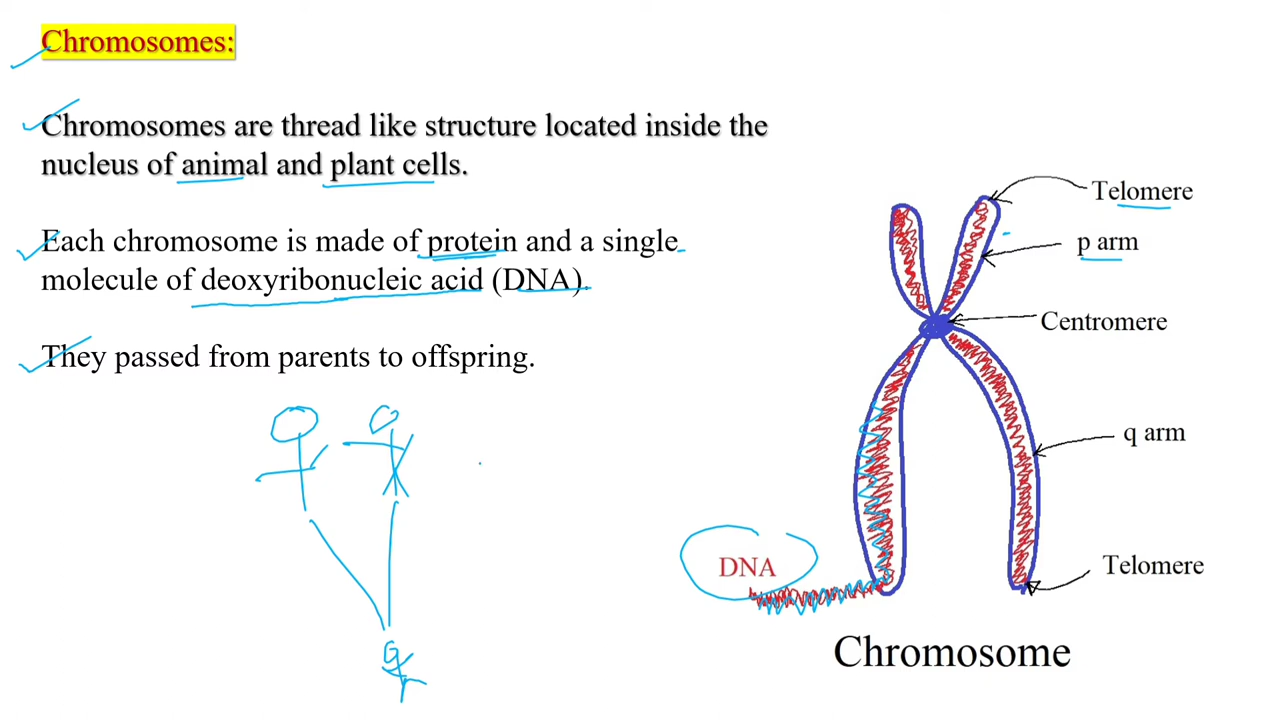 Chromosomes:
Chromosomes are thread like structure located inside the
nucleus of animal and plant cells.
Each chromosome is made of protein and a single
molecule of deoxyribonucleic acid (DNA).
They passed from parents to offspring.
Telomere
p arm
Centromere
q arm
DNA
Telomere
Chromosome